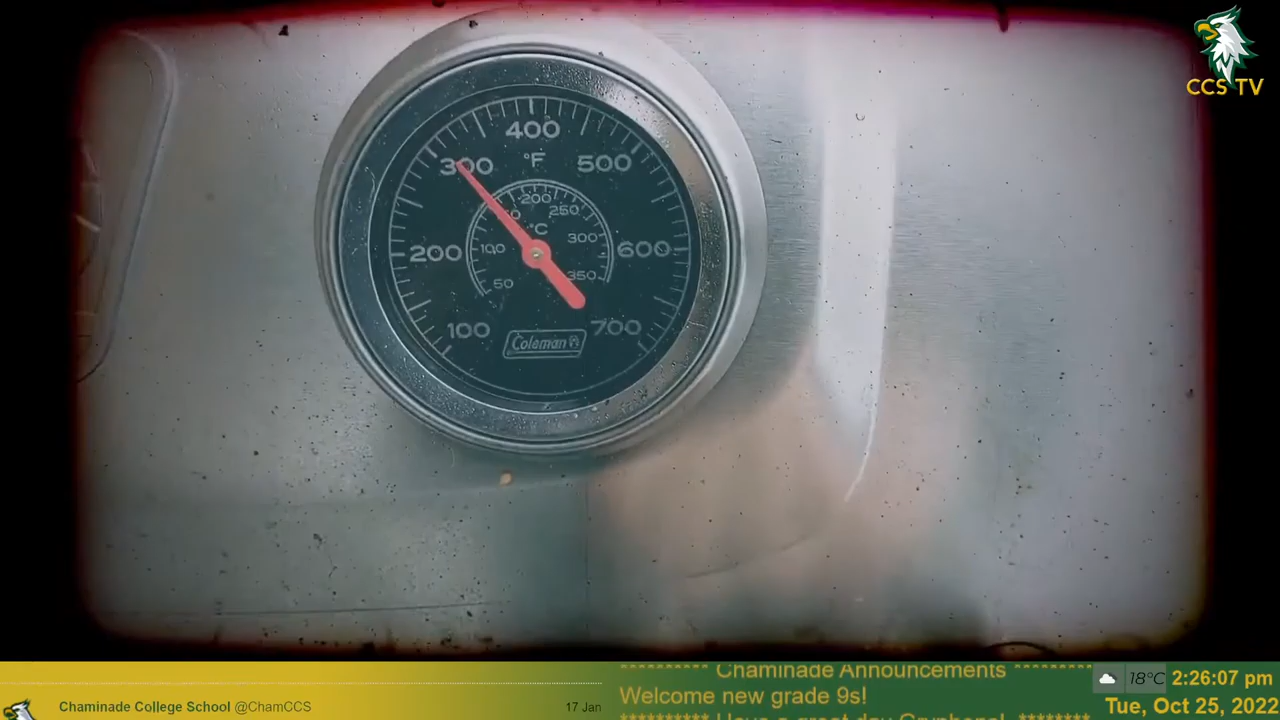 CCS TV
400
300
°F
500
200
250
°C
300
200
100
600
350
50
100
700
Coleman
********** Chaminade Announcements **********
Welcome new grade 9s!
Chaminade College School @ChamCCS
17 Jan
18°C
2:26:07 pm
Tue, Oct 25, 2022